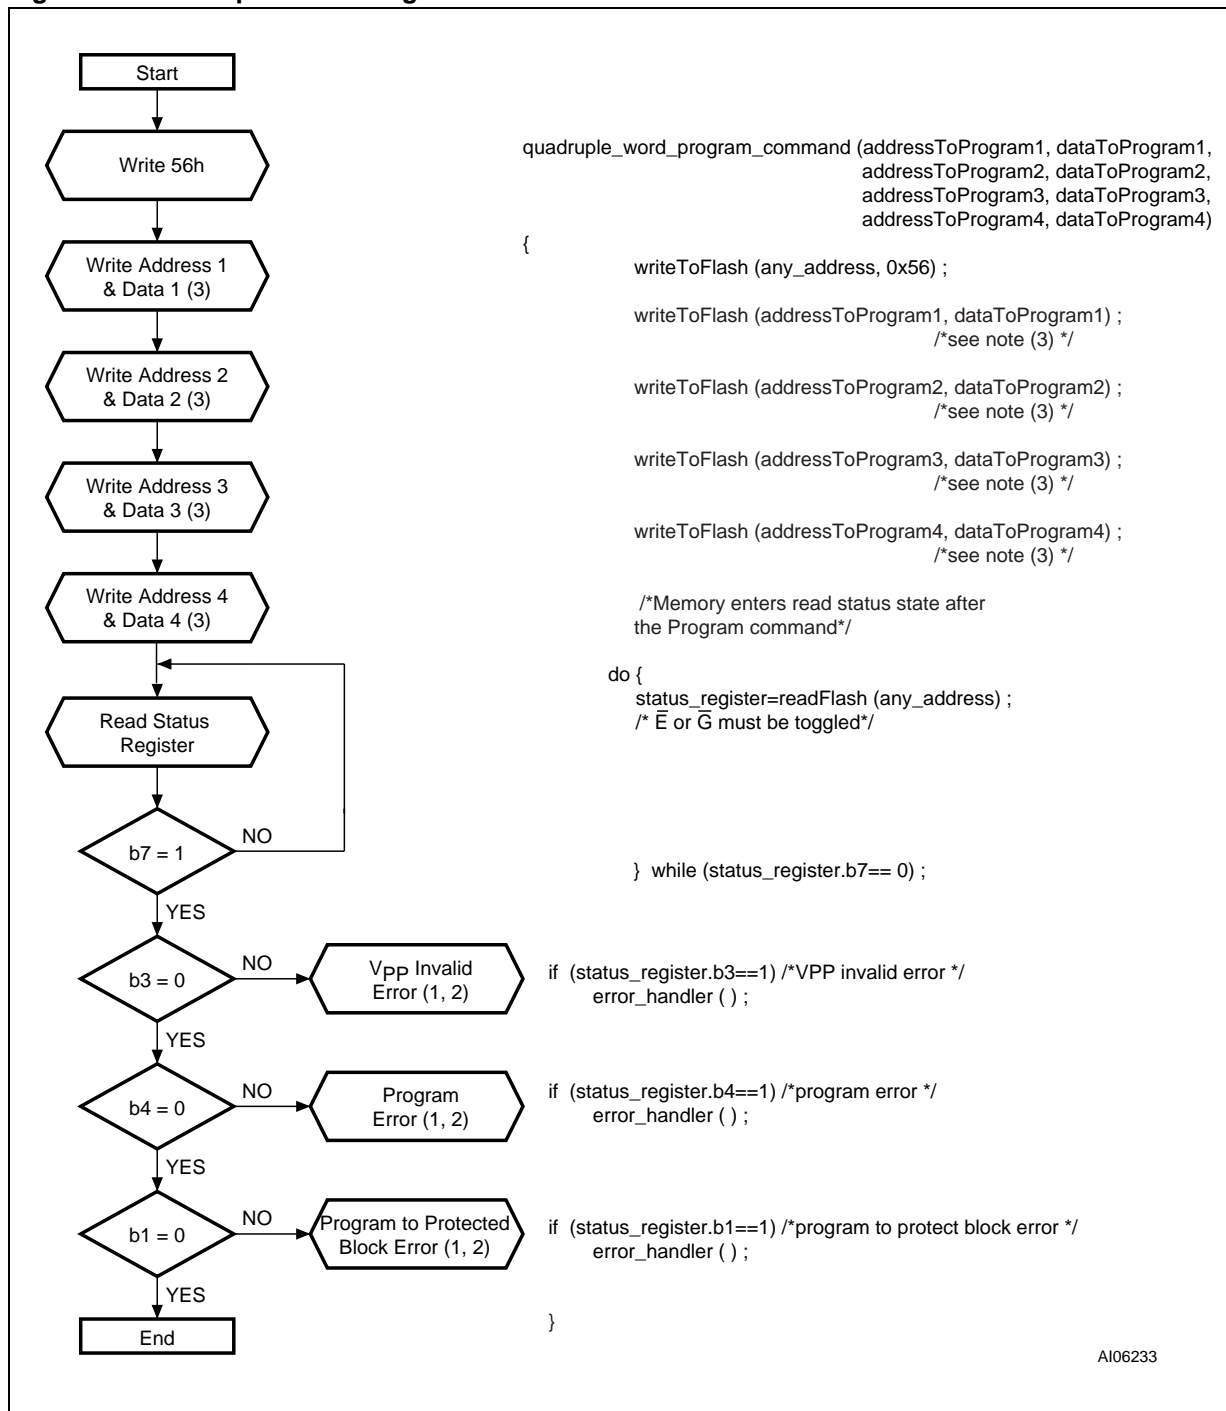 Start
Write 56h
Write Address 1
& Data 1 (3)
Write Address 2
& Data 2 (3)
Write Address 3
& Data 3 (3)
Write Address 4
& Data 4 (3)
Read Status
Register
b7 = 1
NO
YES
b3 = 0
NO
VPP Invalid
Error (1, 2)
YES
b4 = 0
NO
Program
Error (1, 2)
YES
b1 = 0
NO
Program to Protected
Block Error (1, 2)
YES
End
quadruple_word_program_command (addressToProgram1, dataToProgram1,
addressToProgram2, dataToProgram2,
addressToProgram3, dataToProgram3,
addressToProgram4, dataToProgram4)
{
writeToFlash (any_address, 0x56) ;
writeToFlash (addressToProgram1, dataToProgram1) ;
/*see note (3) */
writeToFlash (addressToProgram2, dataToProgram2) ;
/*see note (3) */
writeToFlash (addressToProgram3, dataToProgram3) ;
/*see note (3) */
writeToFlash (addressToProgram4, dataToProgram4) ;
/*see note (3) */
/*Memory enters read status state after
the Program command*/
do {
status_register=readFlash (any_address) ;
/* E̅ or G̅ must be toggled*/
} while (status_register.b7== 0) ;
if (status_register.b3==1) /*VPP invalid error */
error_handler ( ) ;
if (status_register.b4==1) /*program error */
error_handler ( ) ;
if (status_register.b1==1) /*program to protect block error */
error_handler ( ) ;
}
AI06233